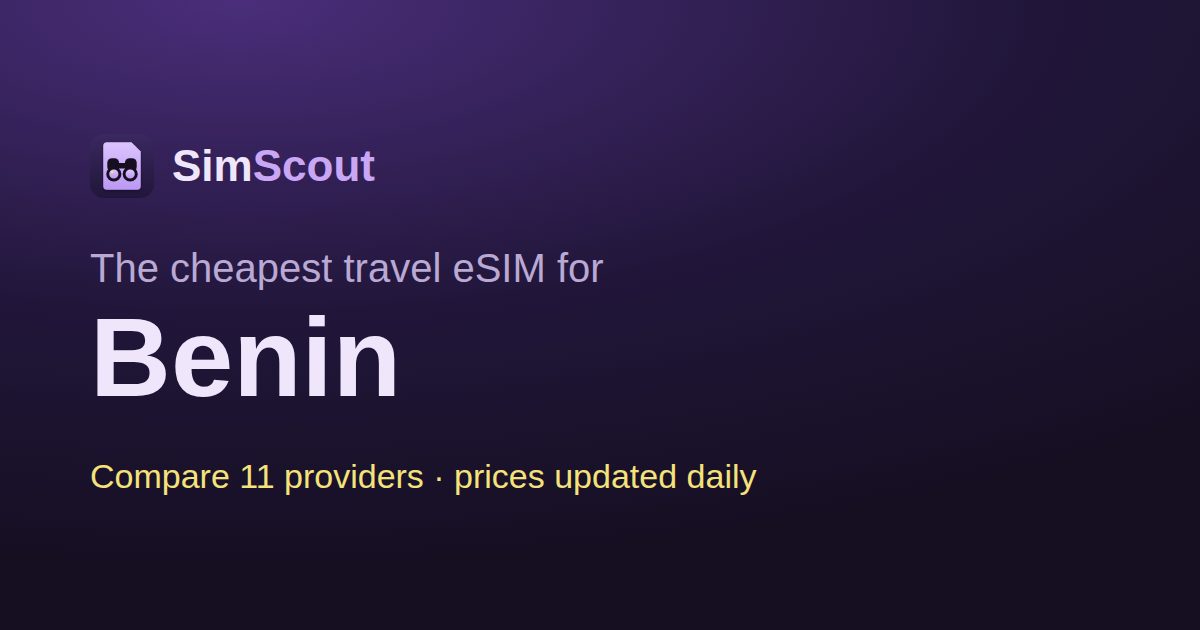 SimScout
The cheapest travel eSIM for
Benin
Compare 11 providers · prices updated daily